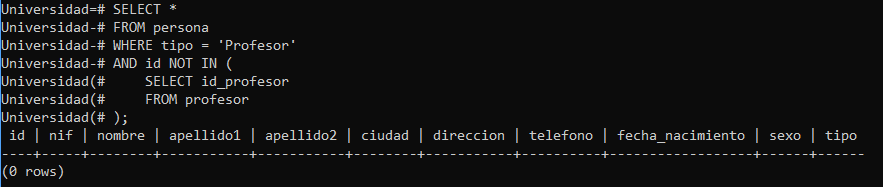 Universidad=# SELECT *
Universidad-# FROM persona
Universidad-# WHERE tipo = 'Profesor'
Universidad-# AND id NOT IN (
Universidad(#     SELECT id_profesor
Universidad(#     FROM profesor
Universidad(# );
 id | nif | nombre | apellido1 | apellido2 | ciudad | direccion | telefono | fecha_nacimiento | sexo | tipo
----+-----+--------+-----------+-----------+--------+-----------+----------+------------------+------+------
(0 rows)